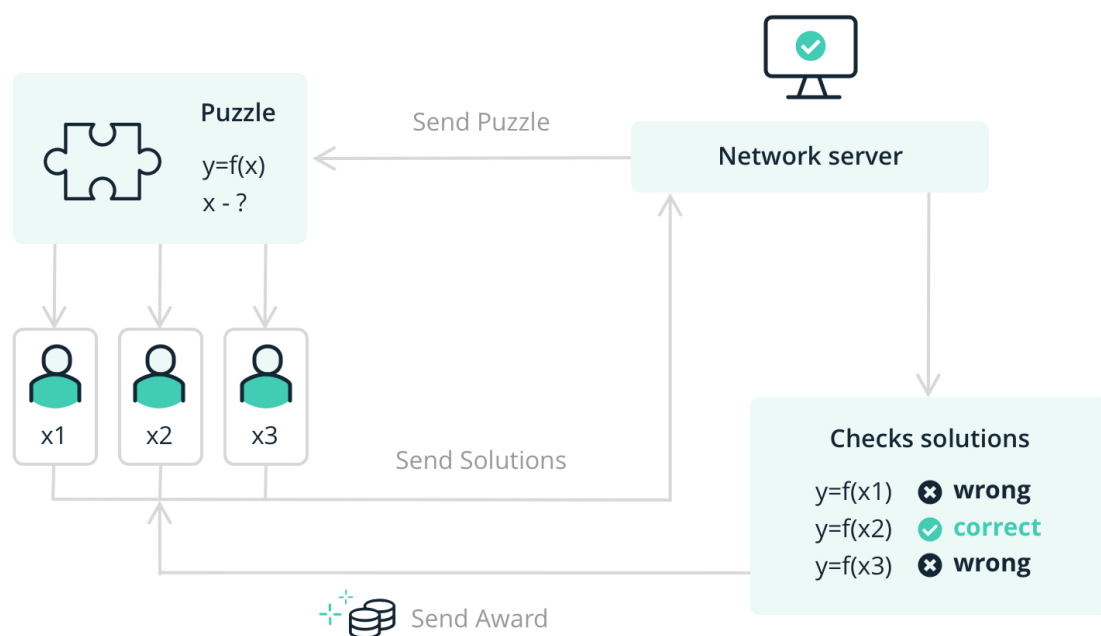 Puzzle
y=f(x)
x - ?
Send Puzzle
Network server
x1
x2
x3
Send Solutions
Checks solutions
y=f(x1) wrong
y=f(x2) correct
y=f(x3) wrong
Send Award